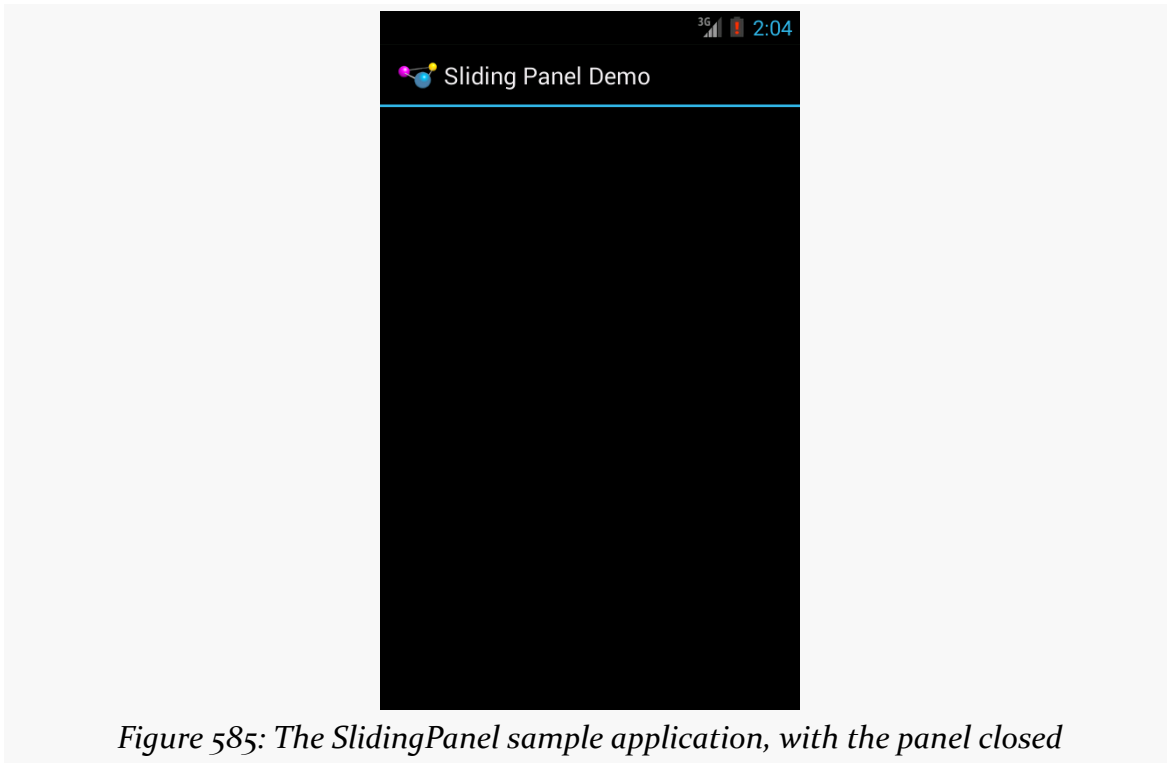 3G 2:04
Sliding Panel Demo
Figure 585: The SlidingPanel sample application, with the panel closed